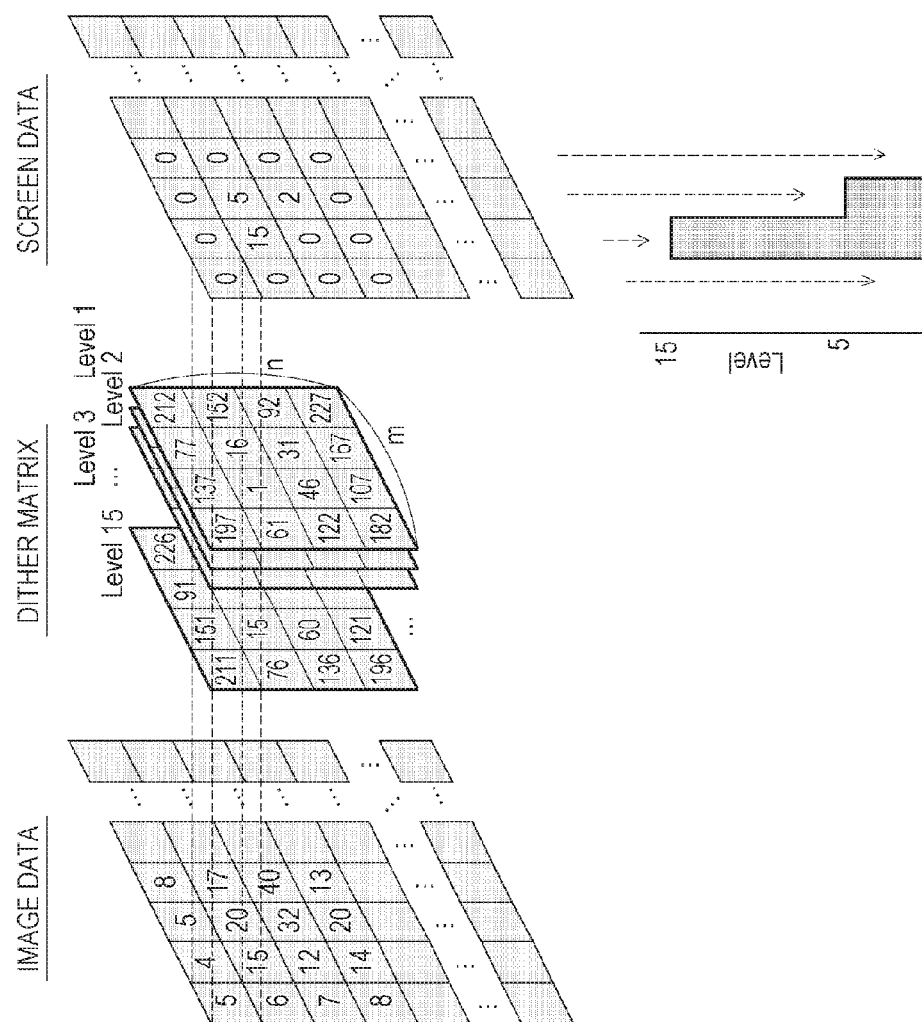 IMAGE DATA
5 4 5 8
6 15 20 17
7 12 32 40
8 14 20 13
...
DITHER MATRIX
Level 15
...
Level 3
Level 2
Level 1
211 151 91 226
76 15
136 60
196 121
...
197 137 77 212
61 1 16 152
122 46 31 92
182 107 167 227
n
m
SCREEN DATA
0 0 0 0
0 15 5 0
0 0 2 0
0 0 0 0
...
15
Level
5